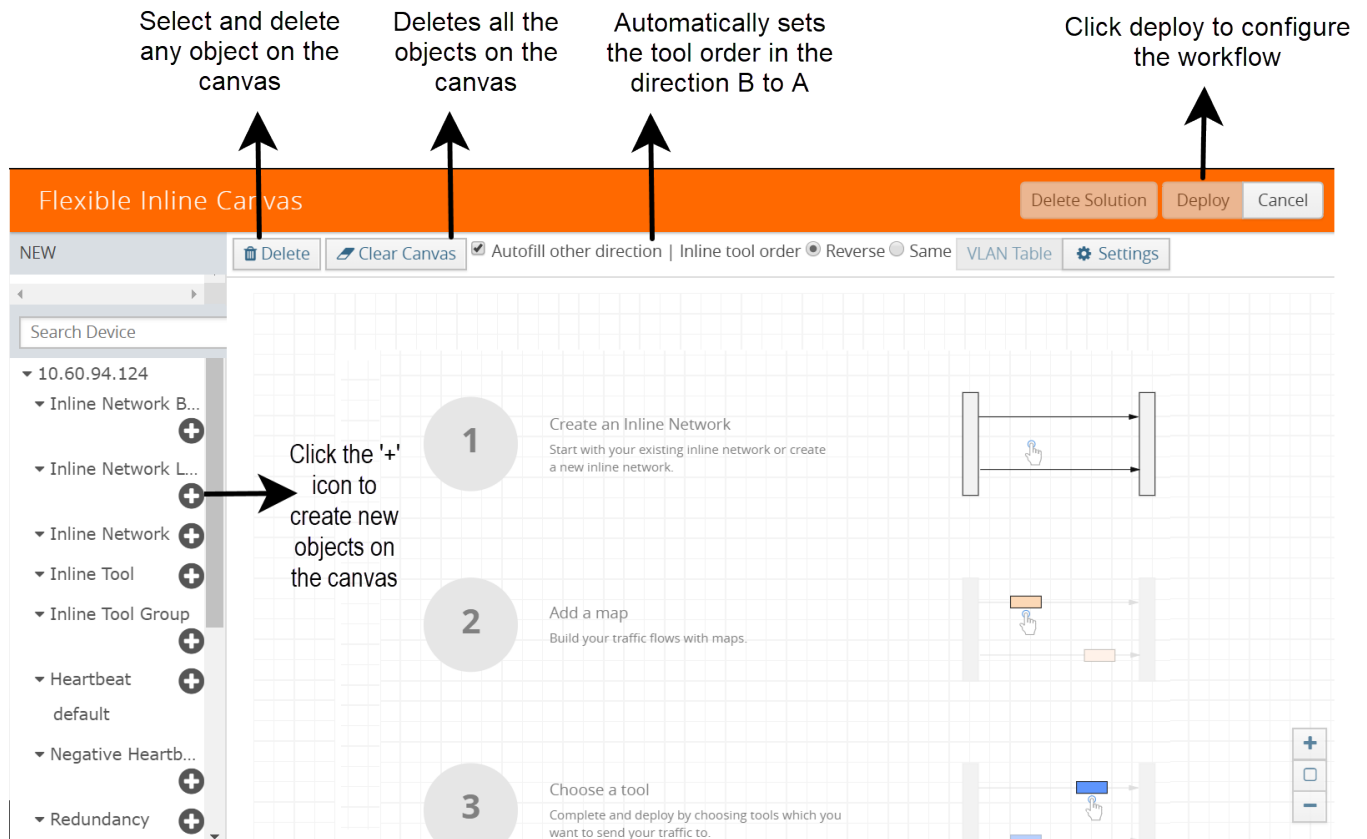 Select and delete
any object on the
canvas
Deletes all the
objects on the
canvas
Automatically sets
the tool order in the
direction B to A
Click deploy to configure
the workflow
Flexible Inline Canvas
Delete Solution
Deploy
Cancel
NEW
Delete
Clear Canvas
Autofill other direction | Inline tool order
Reverse
Same
VLAN Table
Settings
Search Device
10.60.94.124
Inline Network B...
Inline Network L...
Inline Network
Inline Tool
Inline Tool Group
Heartbeat
default
Negative Heartb...
Redundancy
Click the '+'
icon to
create new
objects on
the canvas
1
Create an Inline Network
Start with your existing inline network or create
a new inline network.
2
Add a map
Build your traffic flows with maps.
3
Choose a tool
Complete and deploy by choosing tools which you
want to send your traffic to.